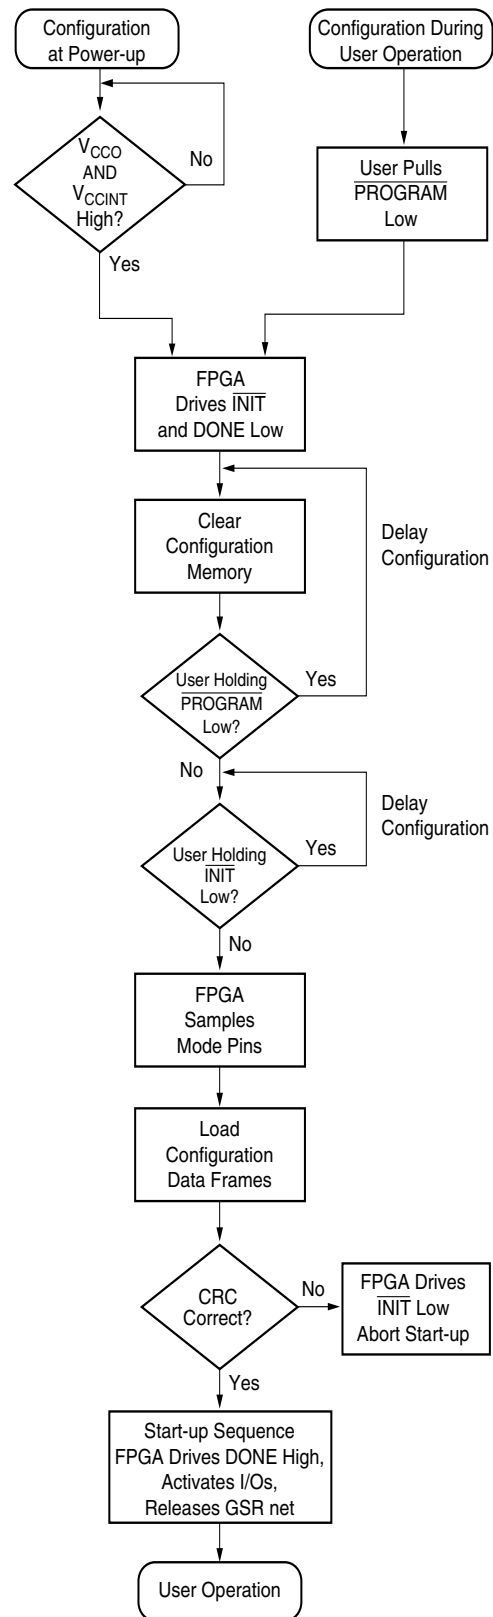 Configuration
at Power-up
Configuration During
User Operation
VCCO
AND
VCCINT
High?
No
Yes
User Pulls
PROGRAM
Low
FPGA
Drives INIT
and DONE Low
Clear
Configuration
Memory
Delay
Configuration
User Holding
PROGRAM
Low?
Yes
No
Delay
Configuration
User Holding
INIT
Low?
Yes
No
FPGA
Samples
Mode Pins
Load
Configuration
Data Frames
CRC
Correct?
No
FPGA Drives
INIT Low
Abort Start-up
Yes
Start-up Sequence
FPGA Drives DONE High,
Activates I/Os,
Releases GSR net
User Operation